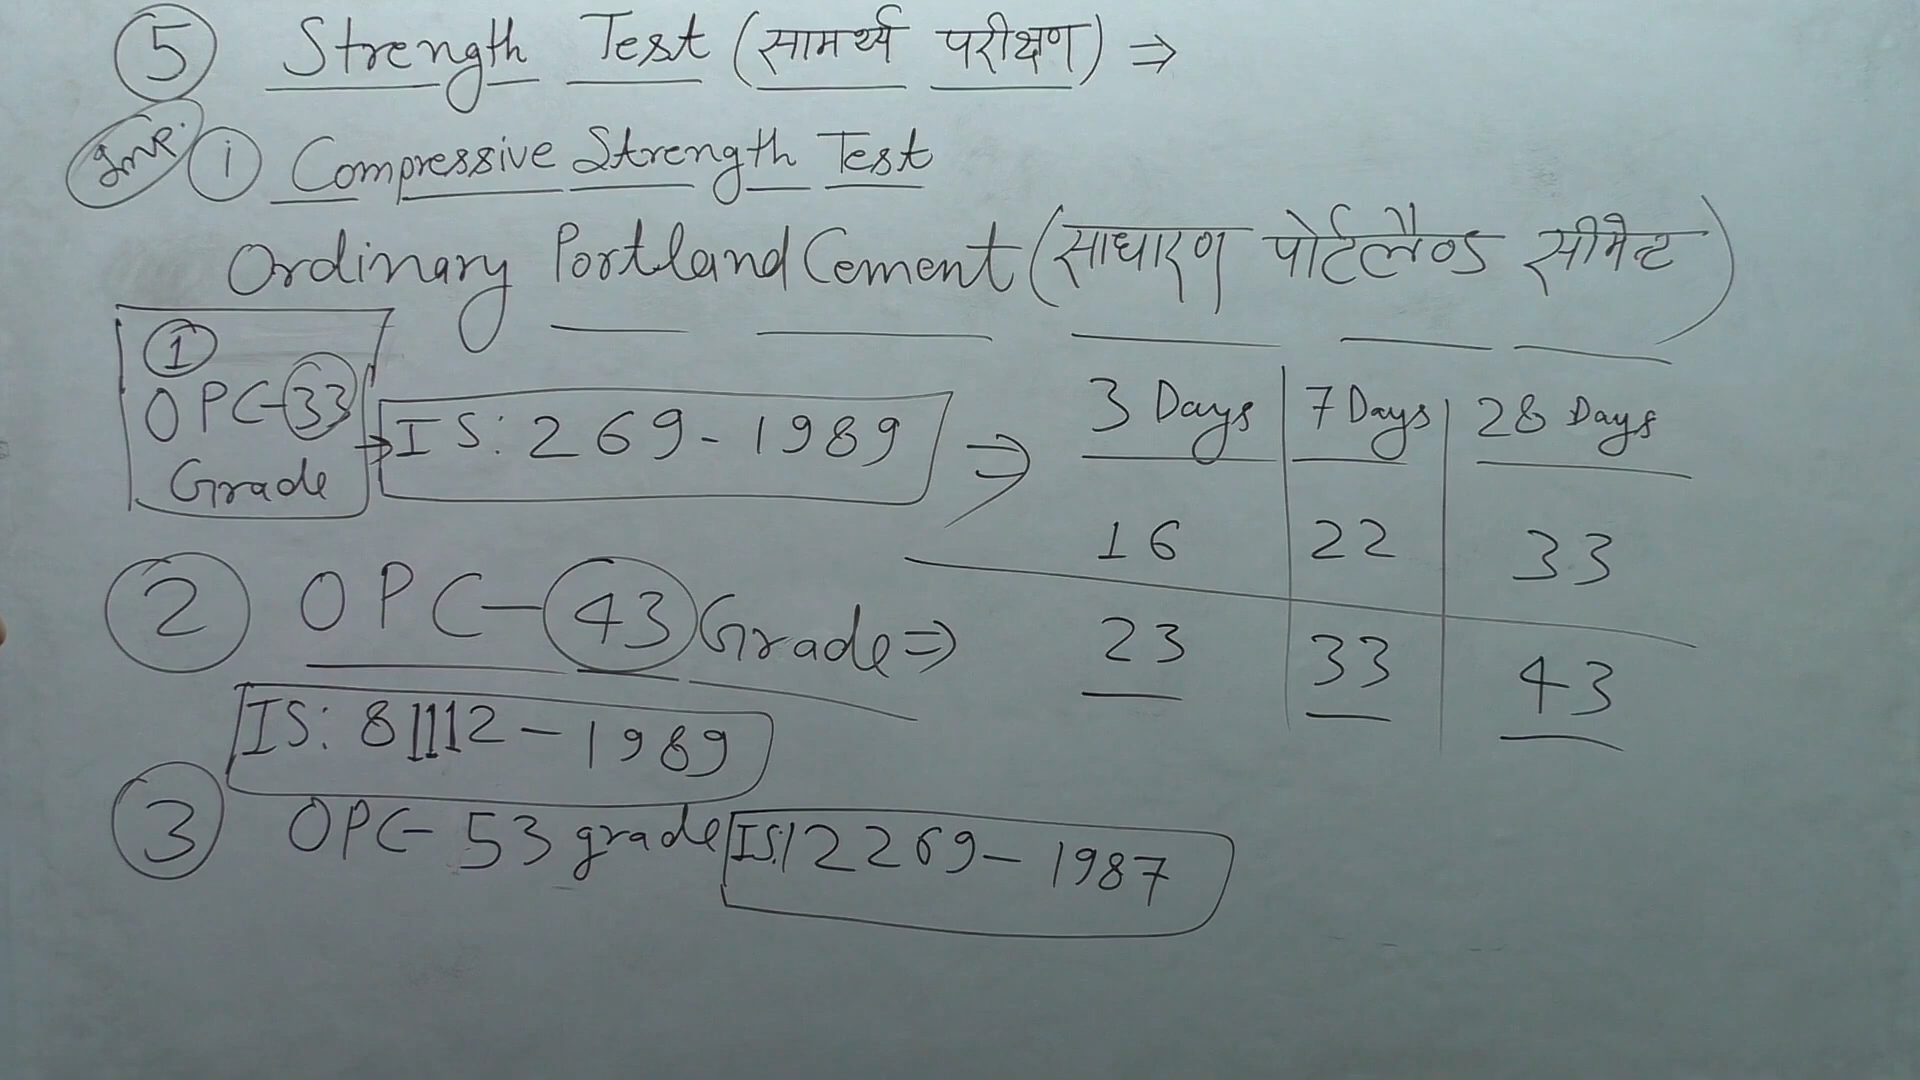 5 Strength Test (सामर्थ्य परीक्षण) ⇒
Imp. i Compressive Strength Test
Ordinary Portland Cement (साधारण पोर्टलैण्ड सीमेन्ट)
1
OPC-33 Grade → IS: 269-1989 ⇒
3 Days 7 Days 28 Days
16 22 33
2 OPC-43 Grade ⇒ 23 33 43
IS: 81112-1989
3 OPC-53 grade IS:12269-1987